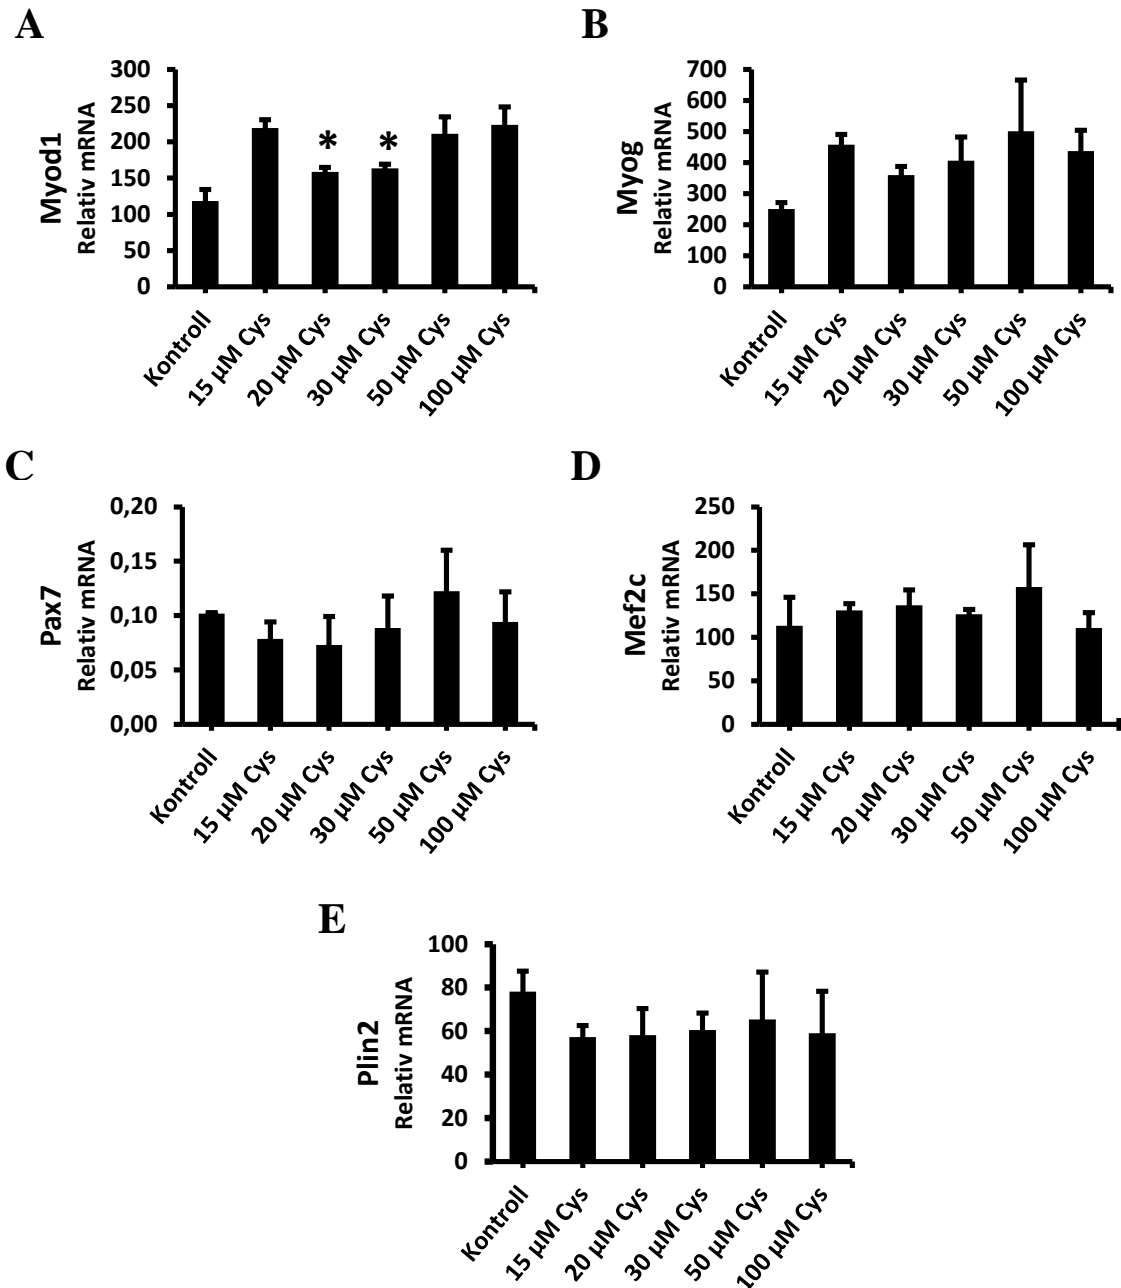 A
Myod1
Relativ mRNA
300
250
200
150
100
50
0
*
*
Kontroll
15 µM Cys
20 µM Cys
30 µM Cys
50 µM Cys
100 µM Cys
B
Myog
Relativ mRNA
700
600
500
400
300
200
100
0
Kontroll
15 µM Cys
20 µM Cys
30 µM Cys
50 µM Cys
100 µM Cys
C
Pax7
Relativ mRNA
0,20
0,15
0,10
0,05
0,00
Kontroll
15 µM Cys
20 µM Cys
30 µM Cys
50 µM Cys
100 µM Cys
D
Mef2c
Relativ mRNA
250
200
150
100
50
0
Kontroll
15 µM Cys
20 µM Cys
30 µM Cys
50 µM Cys
100 µM Cys
E
Plin2
Relativ mRNA
100
80
60
40
20
0
Kontroll
15 µM Cys
20 µM Cys
30 µM Cys
50 µM Cys
100 µM Cys